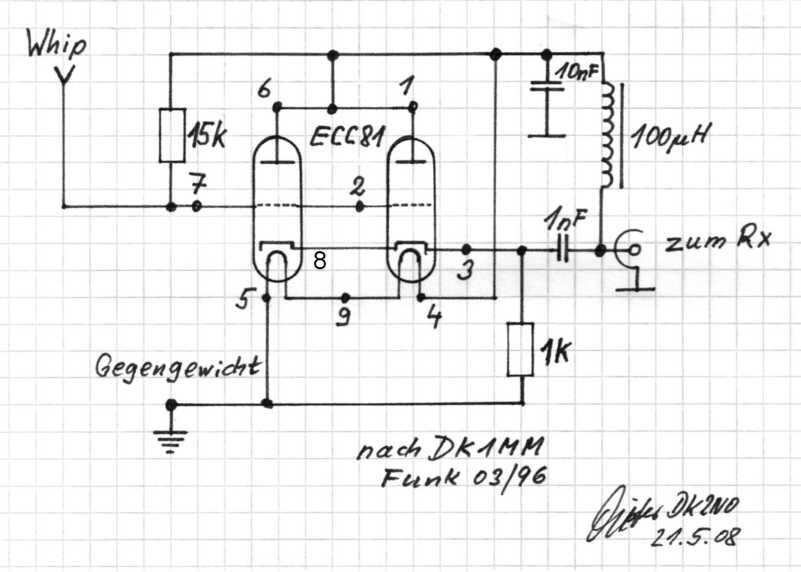 Whip
6
1
10nF
15k
ECC81
100µH
7
2
1nF
zum Rx
8
3
5
9
4
1k
Gegengewicht
nach DK1MM
Funk 03/96
DK2NO
21.5.08